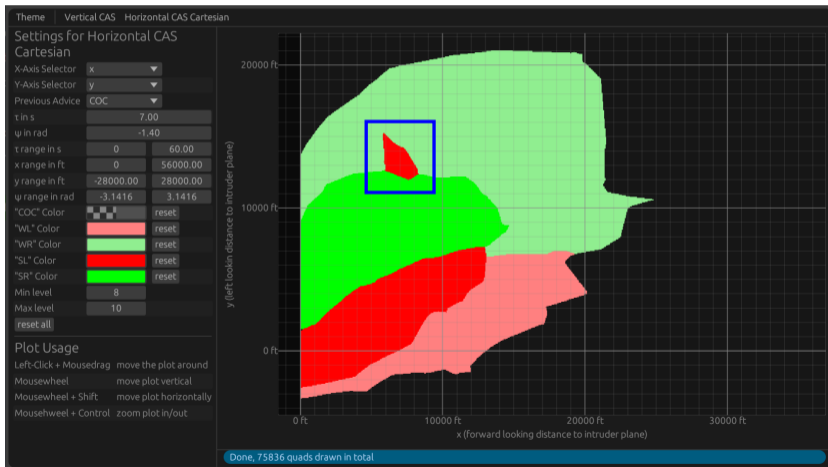 Theme Vertical CAS Horizontal CAS Cartesian
Settings for Horizontal CAS
Cartesian
X-Axis Selector x
Y-Axis Selector y
Previous Advice COC
τ in s 7.00
ψ in rad -1.40
τ range in s 0 60.00
x range in ft 0 56000.00
y range in ft -28000.00 28000.00
ψ range in rad -3.1416 3.1416
"COC" Color reset
"WL" Color reset
"WR" Color reset
"SL" Color reset
"SR" Color reset
Min level 8
Max level 10
reset all
Plot Usage
Left-Click + Mousedrag move the plot around
Mousewheel move plot vertical
Mousewheel + Shift move plot horizontally
Mousehweel + Control zoom plot in/out
y (left lookin distance to intruder plane)
20000 ft
10000 ft
0 ft
0 ft 10000 ft 20000 ft 30000 ft
x (forward looking distance to intruder plane)
Done, 75836 quads drawn in total